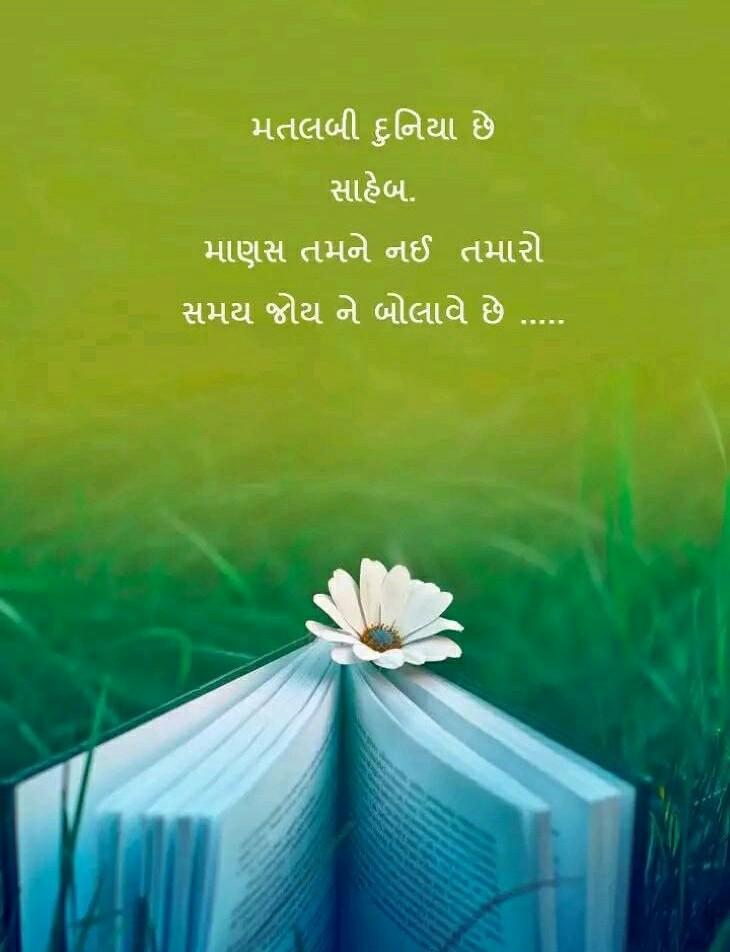 મતલબી દુનિયા છે
સાહેબ.
માણસ તમને નઈ તમારો
સમય જોય ને બોલાવે છે .....